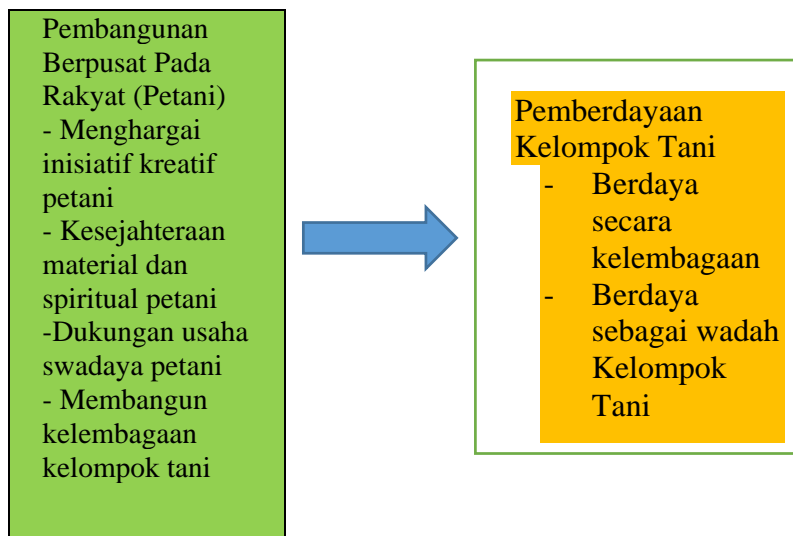 Pembangunan
Berpusat Pada
Rakyat (Petani)
- Menghargai
inisiatif kreatif
petani
- Kesejahteraan
material dan
spiritual petani
-Dukungan usaha
swadaya petani
- Membangun
kelembagaan
kelompok tani
Pemberdayaan
Kelompok Tani
- Berdaya
secara
kelembagaan
- Berdaya
sebagai wadah
Kelompok
Tani